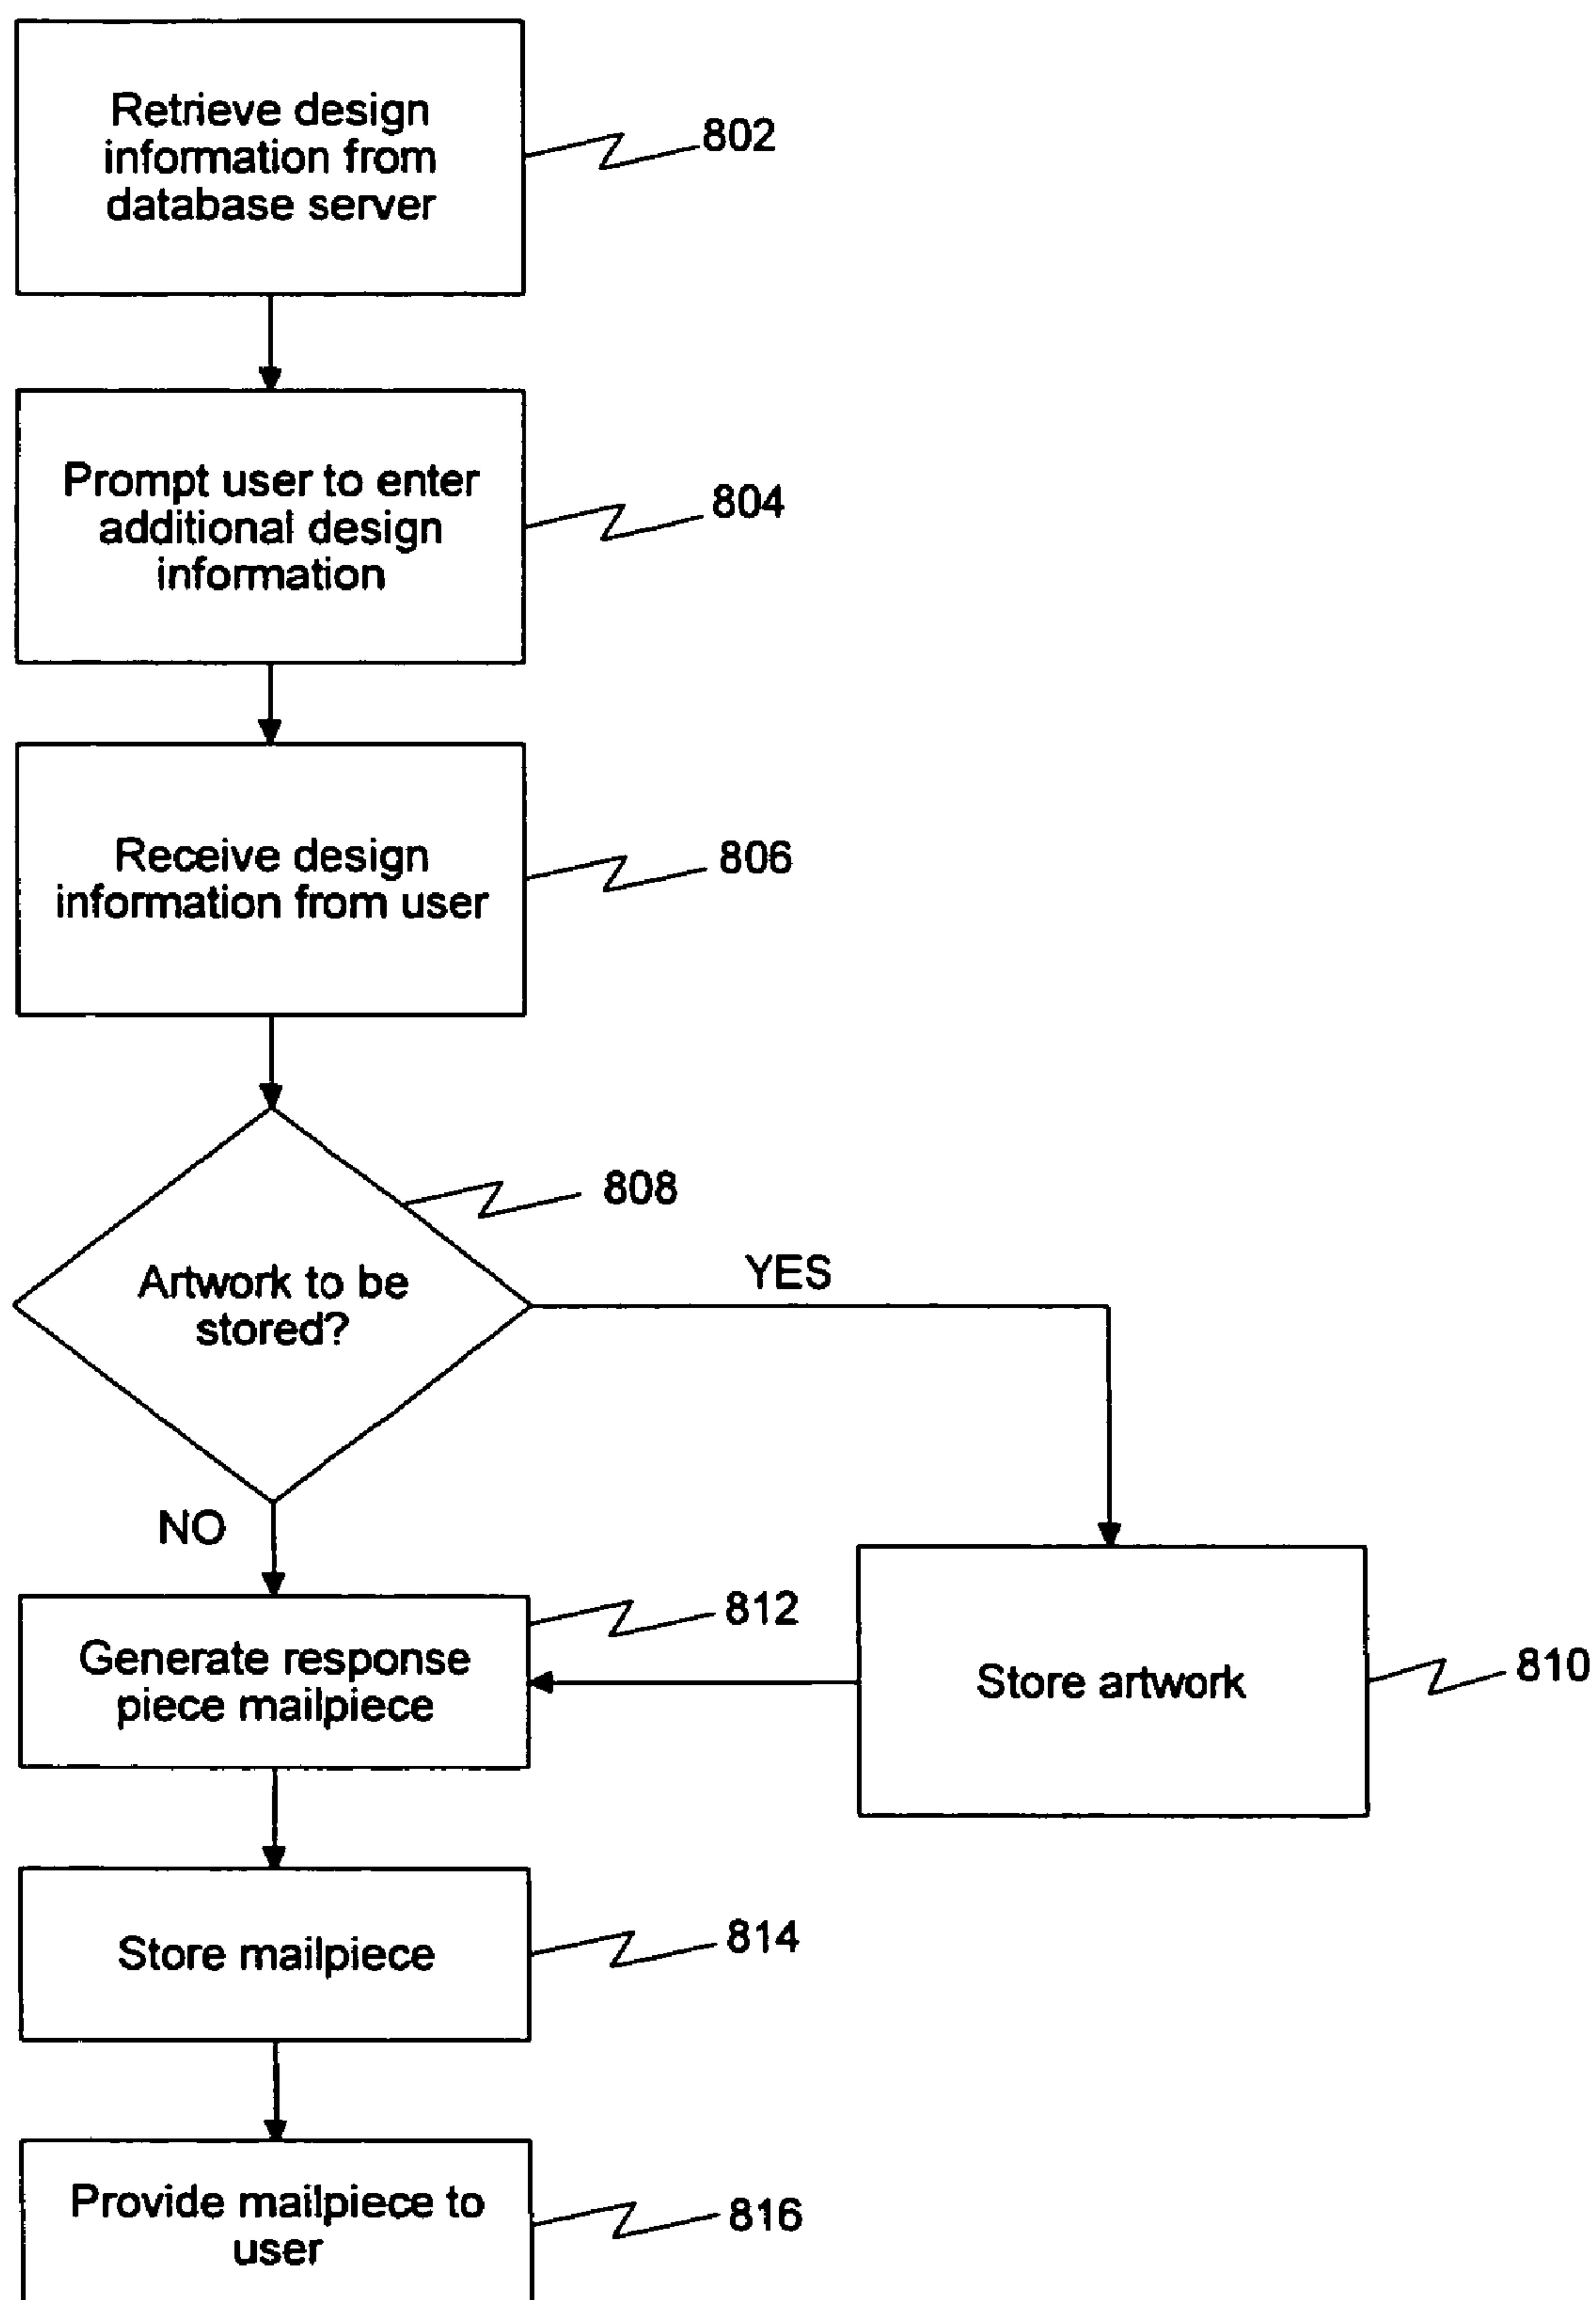 Retrieve design
information from
database server
802
Prompt user to enter
additional design
information
804
Receive design
information from user
806
808
Artwork to be
stored?
YES
NO
812
Generate response
piece mailpiece
Store artwork
810
Store mailpiece
814
Provide mailpiece to
user
816